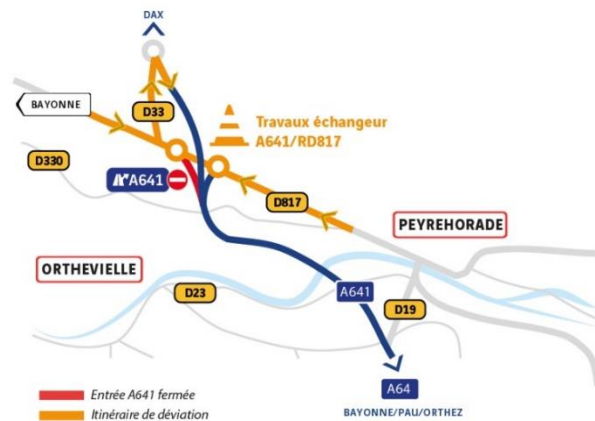 DAX
BAYONNE
D33
Travaux échangeur
A641/RD817
D330
A641
D817
PEYREHORADE
ORTHEVIELLE
D23
A641
D19
A64
BAYONNE/PAU/ORTHEZ
Entrée A641 fermée
Itinéraire de déviation